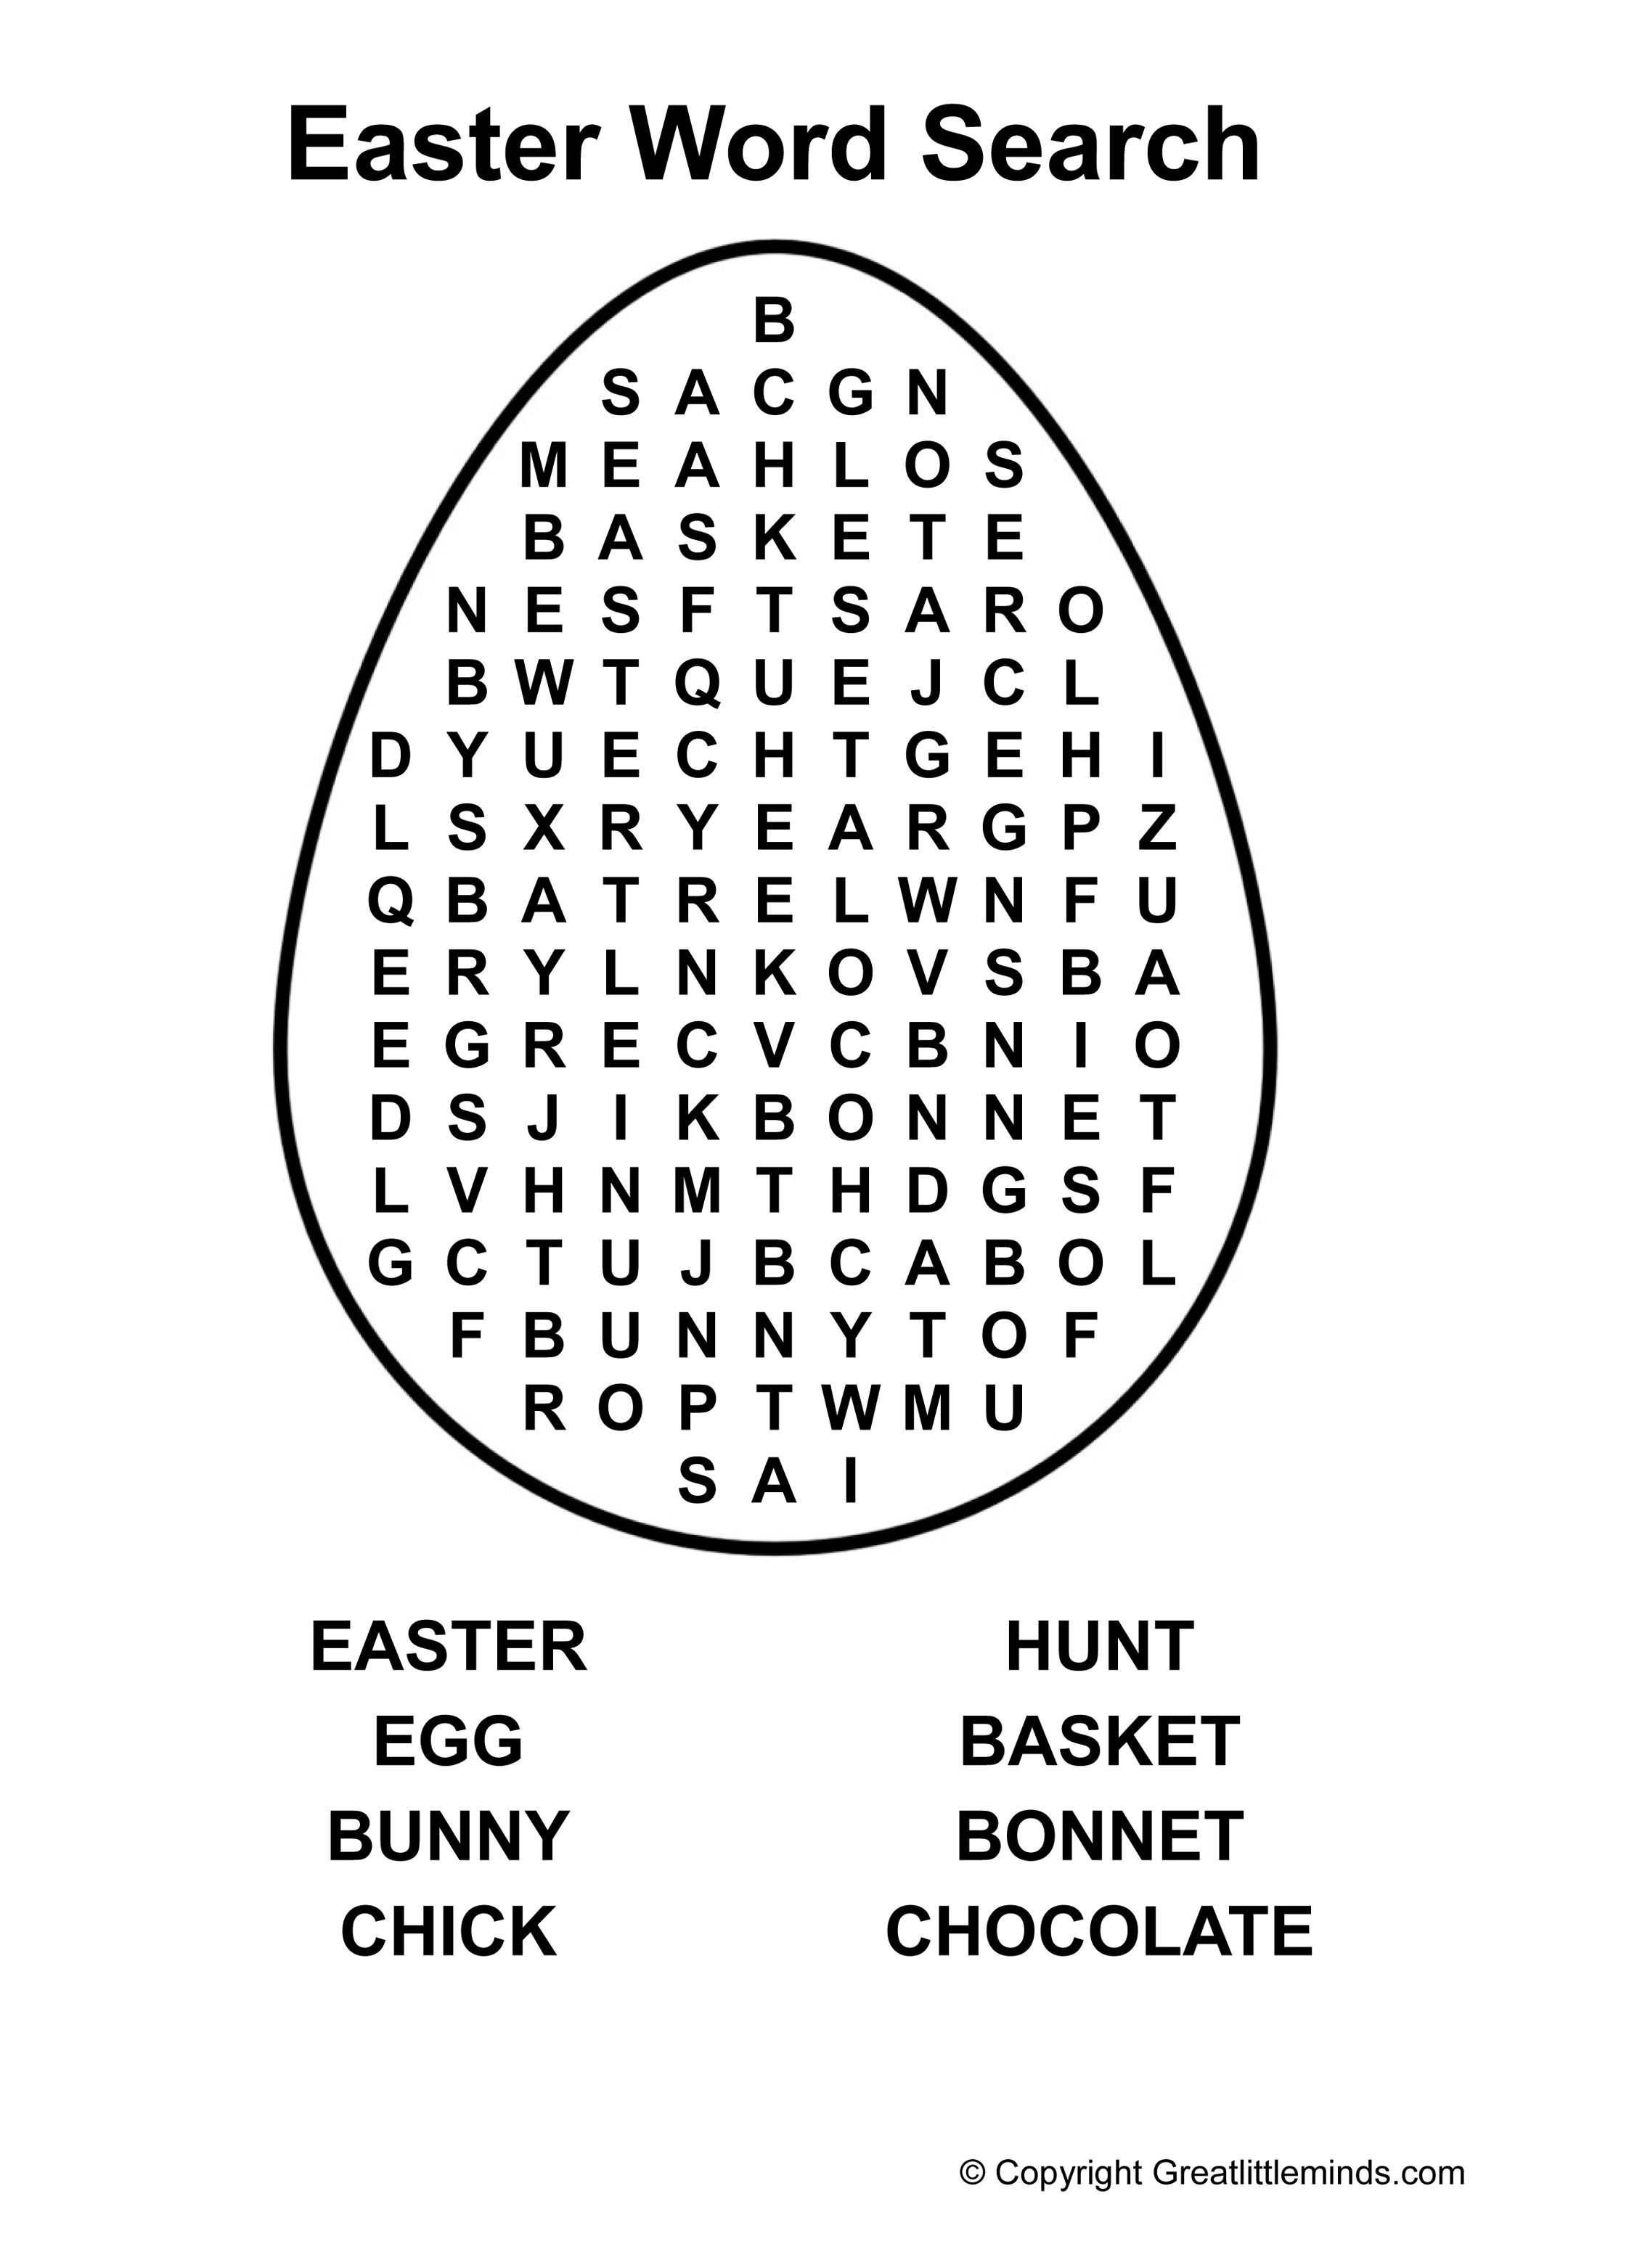 Easter Word Search
B
S A C G N
M E A H L O S
B A S K E T E
N E S F T S A R O
B W T Q U E J C L
D Y U E C H T G E H I
L S X R Y E A R G P Z
Q B A T R E L W N F U
E R Y L N K O V S B A
E G R E C V C B N I O
D S J I K B O N N E T
L V H N M T H D G S F
G C T U J B C A B O L
F B U N N Y T O F
R O P T W M U
S A I
EASTER HUNT
EGG BASKET
BUNNY BONNET
CHICK CHOCOLATE
© Copyright Greatlittleminds.com